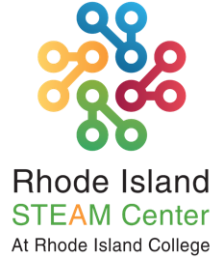 Rhode Island
STEAM Center
At Rhode Island College